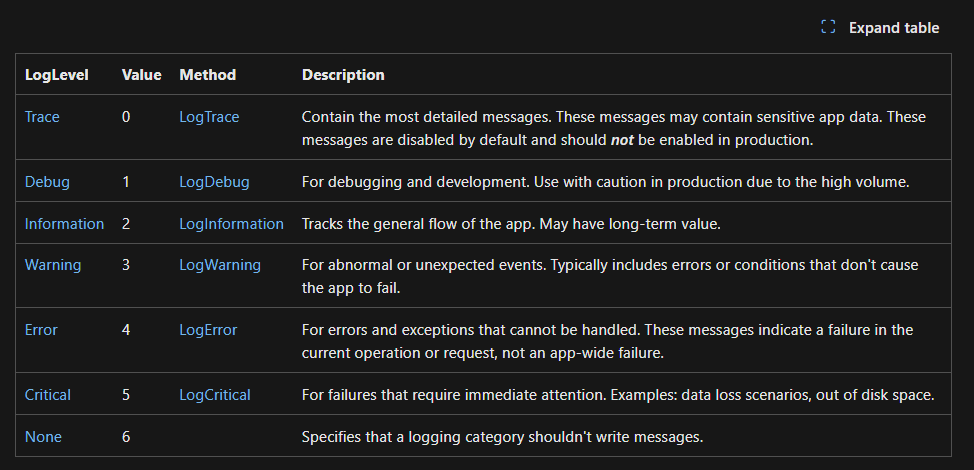 Expand table
LogLevel Value Method Description
Trace 0 LogTrace Contain the most detailed messages. These messages may contain sensitive app data. These
messages are disabled by default and should not be enabled in production.
Debug 1 LogDebug For debugging and development. Use with caution in production due to the high volume.
Information 2 LogInformation Tracks the general flow of the app. May have long-term value.
Warning 3 LogWarning For abnormal or unexpected events. Typically includes errors or conditions that don't cause
the app to fail.
Error 4 LogError For errors and exceptions that cannot be handled. These messages indicate a failure in the
current operation or request, not an app-wide failure.
Critical 5 LogCritical For failures that require immediate attention. Examples: data loss scenarios, out of disk space.
None 6 Specifies that a logging category shouldn't write messages.